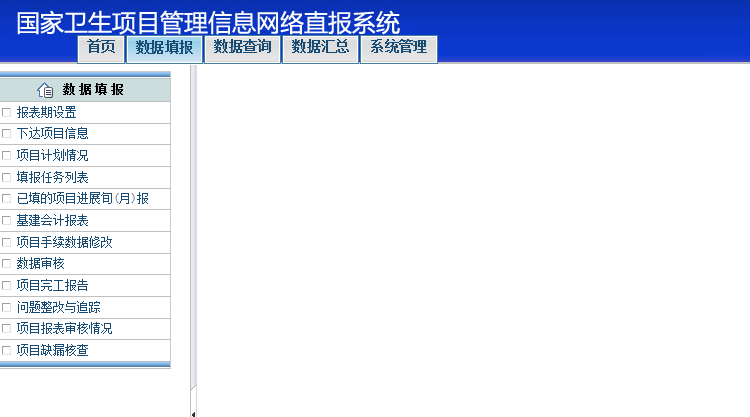 国家卫生项目管理信息网络直报系统
首页 数据填报 数据查询 数据汇总 系统管理
数据填报
报表期设置
下达项目信息
项目计划情况
填报任务列表
已填的项目进展旬(月)报
基建会计报表
项目手续数据修改
数据审核
项目完工报告
问题整改与追踪
项目报表审核情况
项目缺漏核查